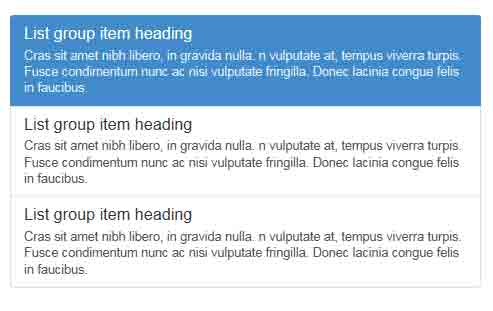 List group item heading
Cras sit amet nibh libero, in gravida nulla. n vulputate at, tempus viverra turpis.
Fusce condimentum nunc ac nisi vulputate fringilla. Donec lacinia congue felis
in faucibus.
List group item heading
Cras sit amet nibh libero, in gravida nulla. n vulputate at, tempus viverra turpis.
Fusce condimentum nunc ac nisi vulputate fringilla. Donec lacinia congue felis
in faucibus.
List group item heading
Cras sit amet nibh libero, in gravida nulla. n vulputate at, tempus viverra turpis.
Fusce condimentum nunc ac nisi vulputate fringilla. Donec lacinia congue felis
in faucibus.